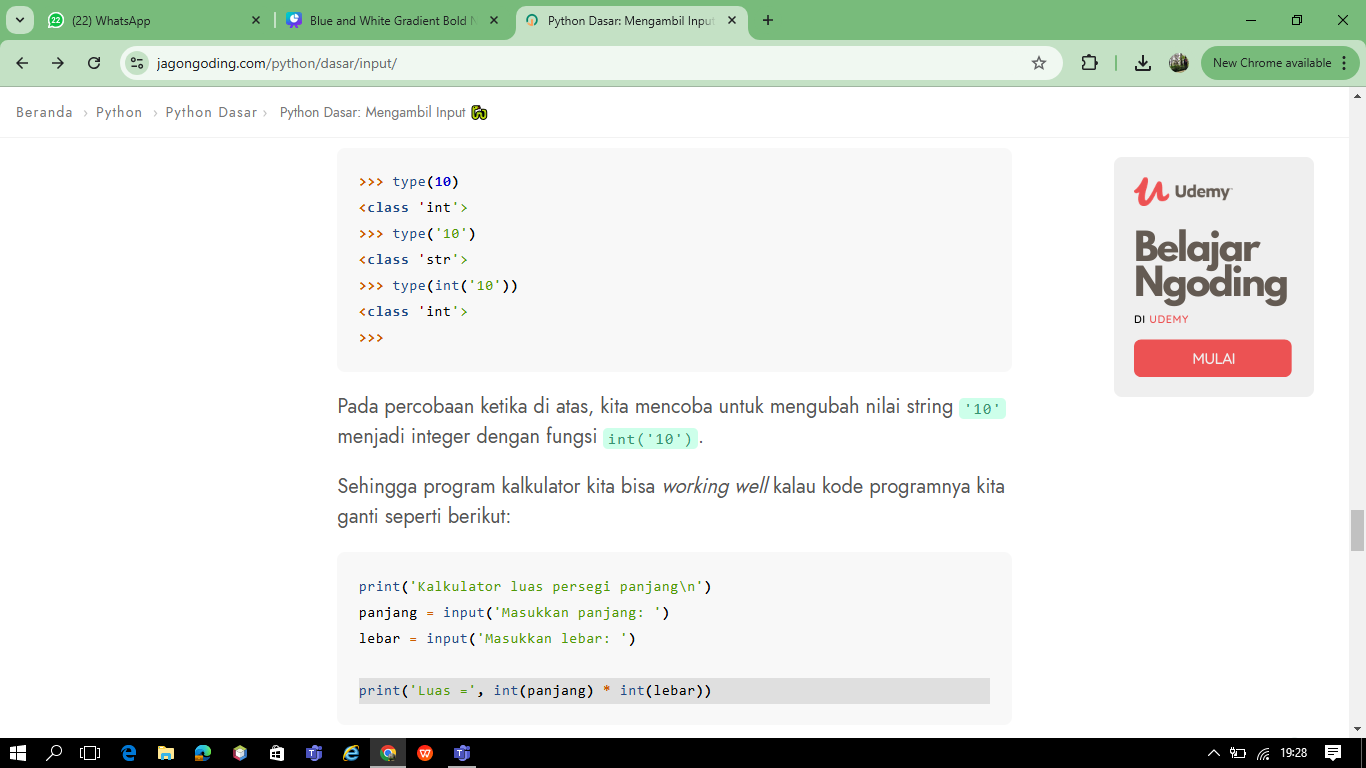 (22) WhatsApp
Blue and White Gradient Bold N
Python Dasar: Mengambil Input
jagongoding.com/python/dasar/input/
New Chrome available
Beranda › Python › Python Dasar › Python Dasar: Mengambil Input
>>> type(10)
<class 'int'>
>>> type('10')
<class 'str'>
>>> type(int('10'))
<class 'int'>
>>>
Pada percobaan ketika di atas, kita mencoba untuk mengubah nilai string '10'
menjadi integer dengan fungsi int('10').
Sehingga program kalkulator kita bisa working well kalau kode programnya kita
ganti seperti berikut:
print('Kalkulator luas persegi panjang\n')
panjang = input('Masukkan panjang: ')
lebar = input('Masukkan lebar: ')
print('Luas =', int(panjang) * int(lebar))
Udemy
Belajar
Ngoding
DI UDEMY
MULAI
19:28